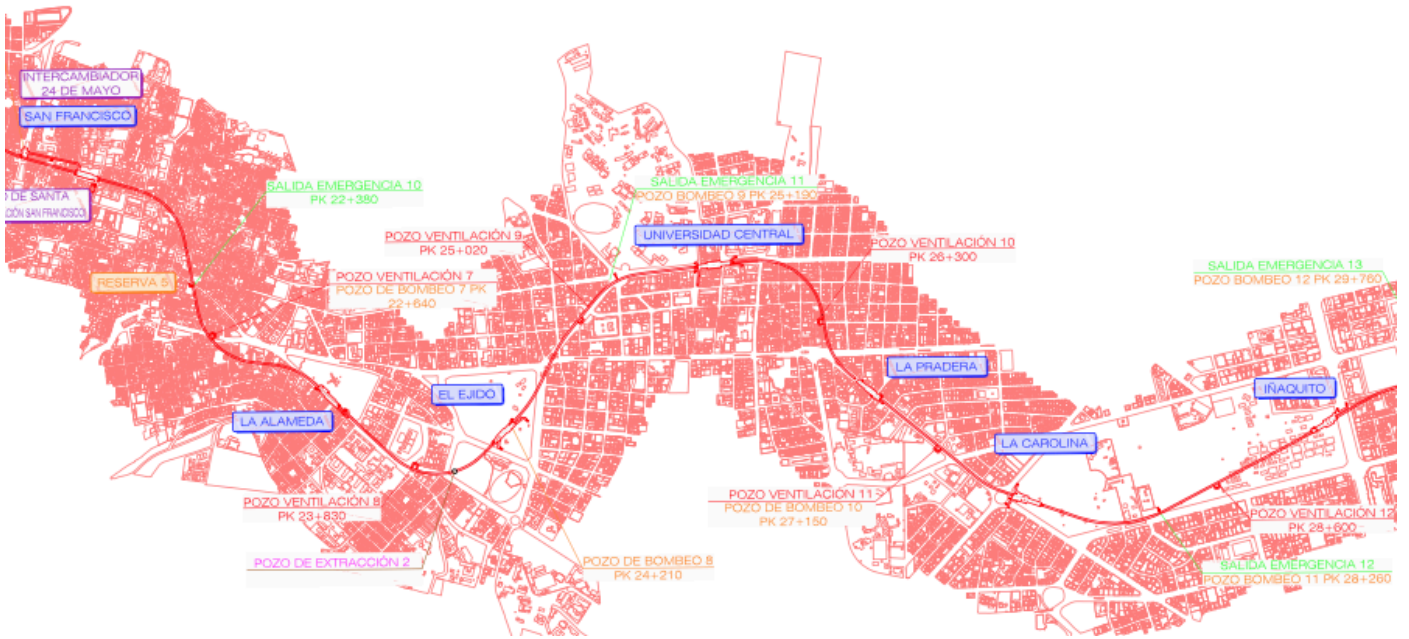 INTERCAMBIADOR
24 DE MAYO
SAN FRANCISCO
DE SANTA
SAN FRANCISCO)
SALIDA EMERGENCIA 10
PK 22+380
RESERVA 5
POZO VENTILACIÓN 7
POZO DE BOMBEO 7 PK
22+640
LA ALAMEDA
POZO VENTILACIÓN 8
PK 23+830
POZO DE EXTRACCIÓN 2
EL EJIDO
POZO VENTILACIÓN 9
PK 25+020
POZO DE BOMBEO 8
PK 24+210
SALIDA EMERGENCIA 11
POZO BOMBEO 9 PK 25+190
UNIVERSIDAD CENTRAL
POZO VENTILACIÓN 10
PK 26+300
LA PRADERA
POZO VENTILACIÓN 11
POZO DE BOMBEO 10
PK 27+150
LA CAROLINA
SALIDA EMERGENCIA 13
POZO BOMBEO 12 PK 29+760
IÑAQUITO
POZO VENTILACIÓN 12
PK 28+600
SALIDA EMERGENCIA 12
POZO BOMBEO 11 PK 28+260